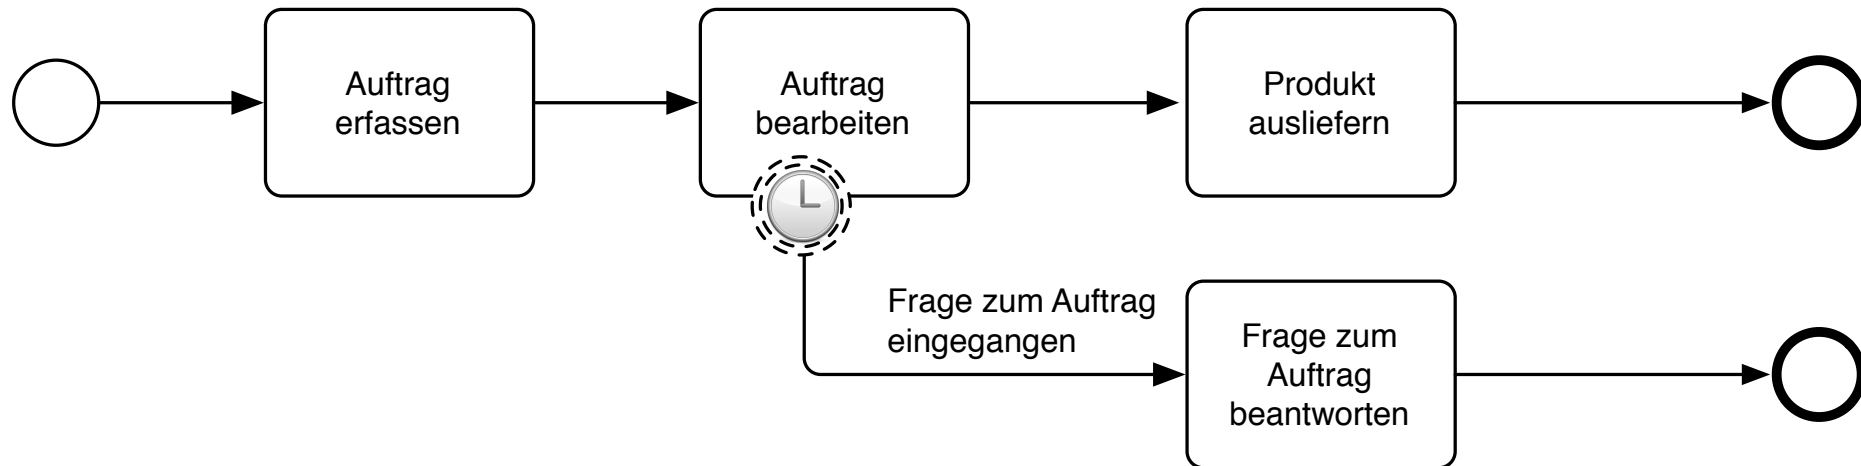 Auftrag
erfassen
Auftrag
bearbeiten
Produkt
ausliefern
Frage zum Auftrag
eingegangen
Frage zum
Auftrag
beantworten